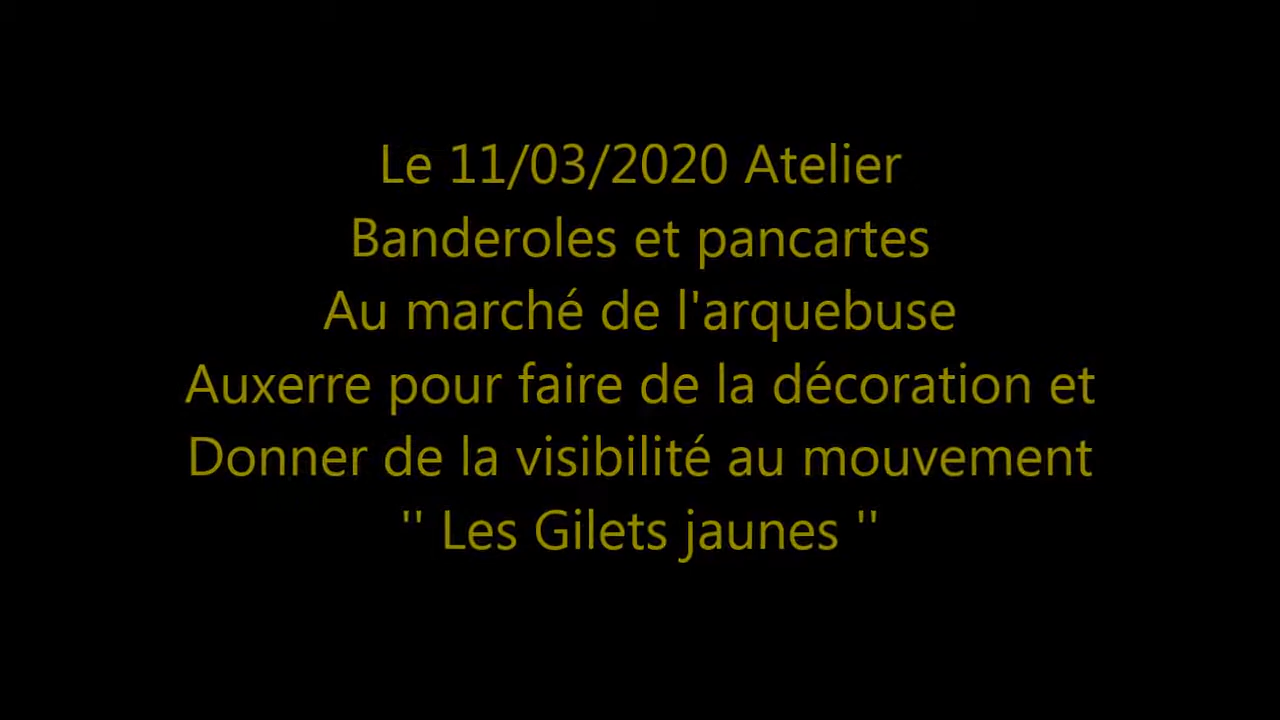 Le 11/03/2020 Atelier
Banderoles et pancartes
Au marché de l'arquebuse
Auxerre pour faire de la décoration et
Donner de la visibilité au mouvement
'' Les Gilets jaunes ''